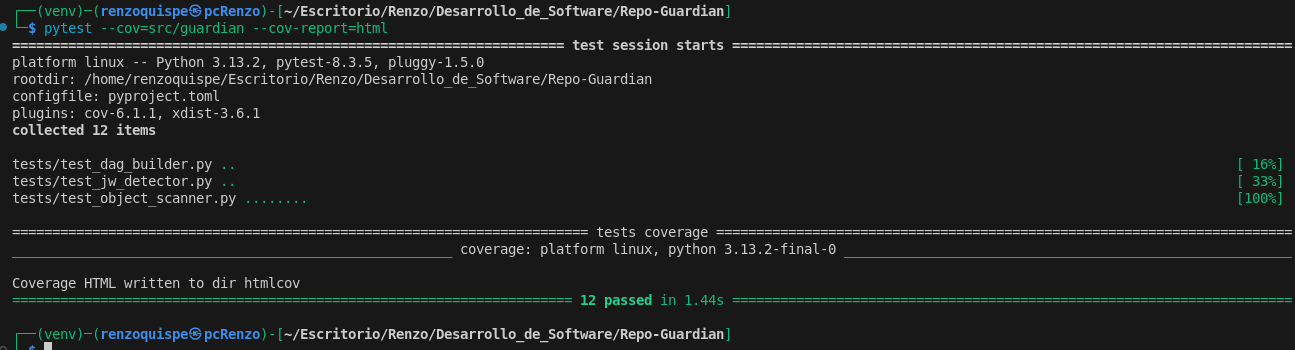 ┌──(venv)─(renzoquispe㉿pcRenzo)-[~/Escritorio/Renzo/Desarrollo_de_Software/Repo-Guardian]
└─$ pytest --cov=src/guardian --cov-report=html
======================================================================= test session starts =======================================================================
platform linux -- Python 3.13.2, pytest-8.3.5, pluggy-1.5.0
rootdir: /home/renzoquispe/Escritorio/Renzo/Desarrollo_de_Software/Repo-Guardian
configfile: pyproject.toml
plugins: cov-6.1.1, xdist-3.6.1
collected 12 items
tests/test_dag_builder.py .. [ 16%]
tests/test_jw_detector.py .. [ 33%]
tests/test_object_scanner.py ........ [100%]
======================================================================== tests coverage ========================================================================
_______________________________________________________ coverage: platform linux, python 3.13.2-final-0 ________________________________________________________
Coverage HTML written to dir htmlcov
====================================================================== 12 passed in 1.44s ======================================================================
┌──(venv)─(renzoquispe㉿pcRenzo)-[~/Escritorio/Renzo/Desarrollo_de_Software/Repo-Guardian]
└─$